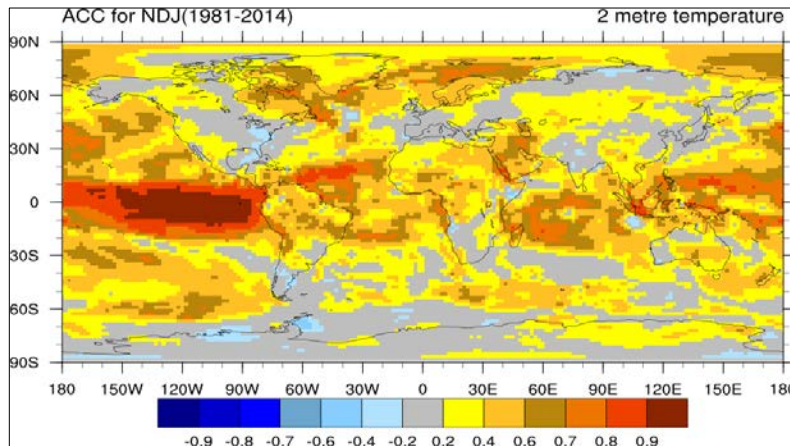 ACC for NDJ(1981-2014) 2 metre temperature
90N
60N
30N
0
30S
60S
90S
180 150W 120W 90W 60W 30W 0 30E 60E 90E 120E 150E 180
-0.9 -0.8 -0.7 -0.6 -0.4 -0.2 0.2 0.4 0.6 0.7 0.8 0.9